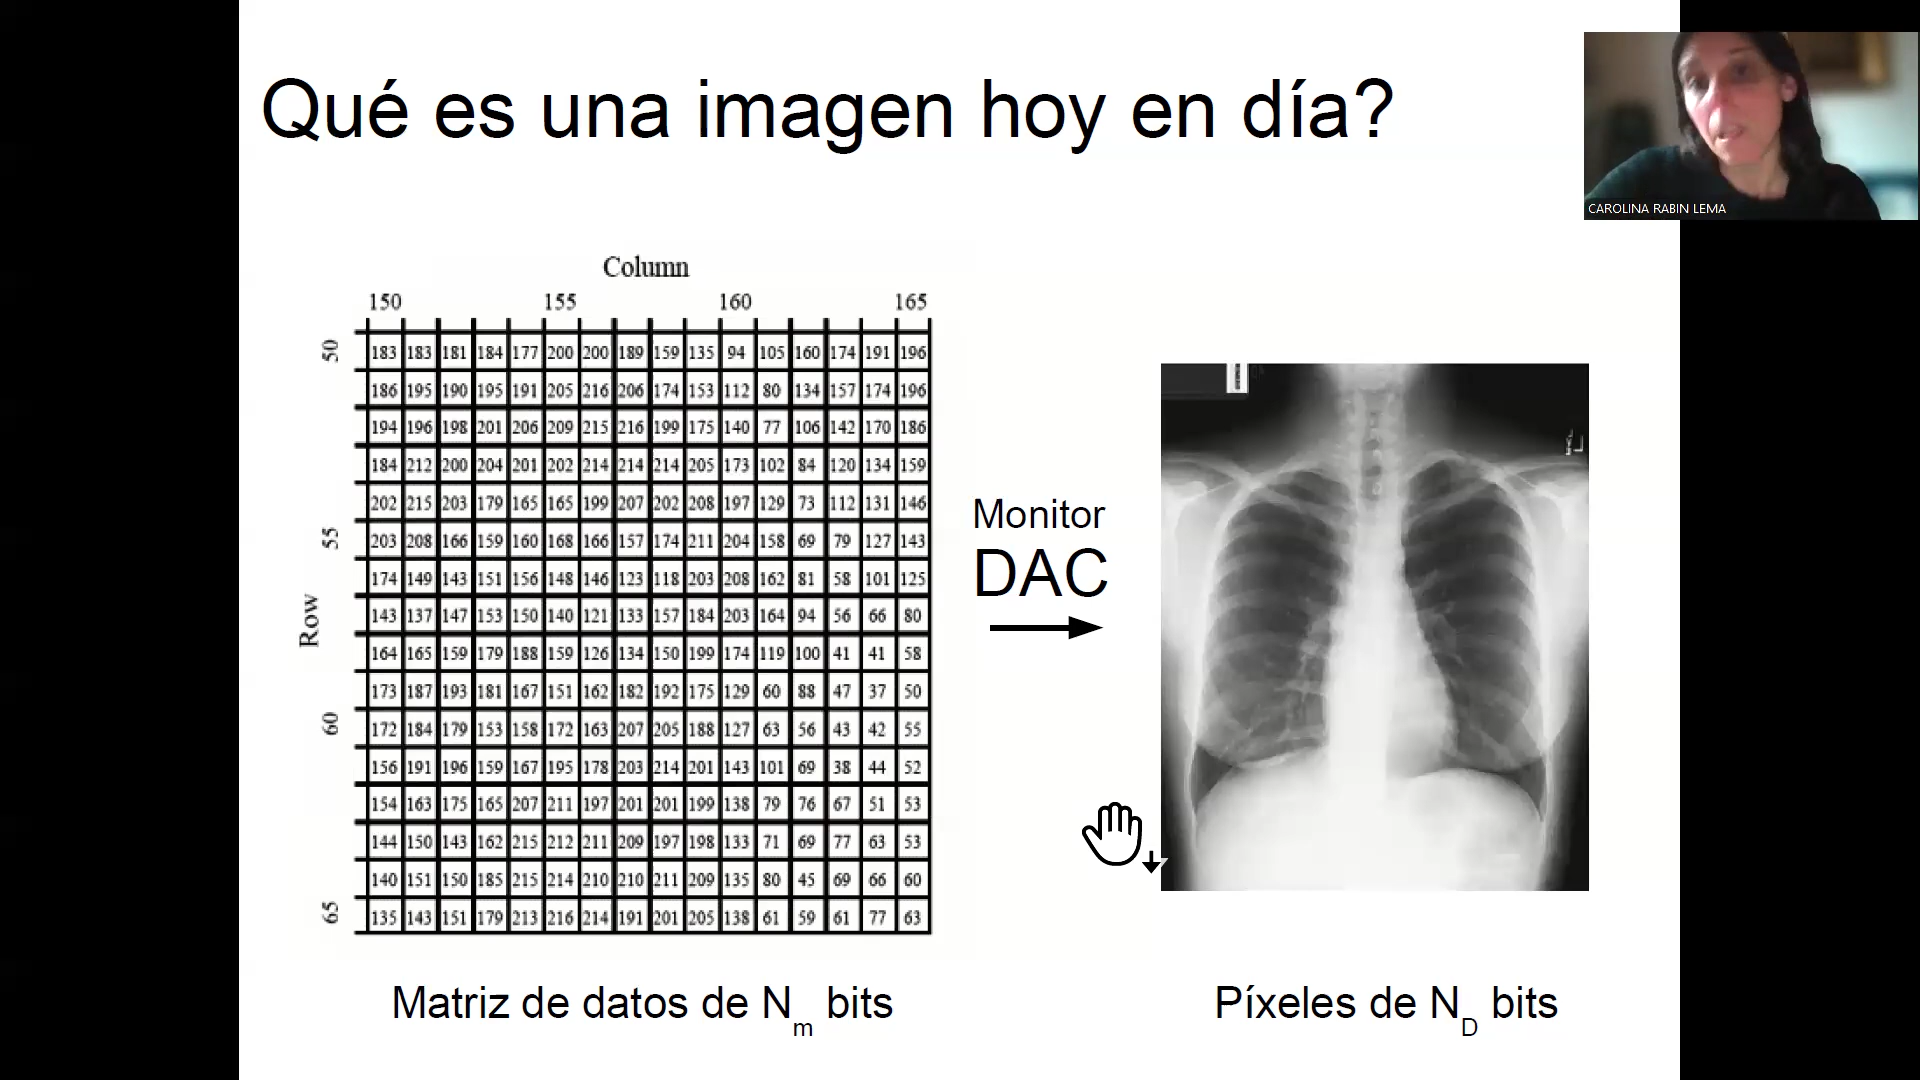 Qué es una imagen hoy en día?
CAROLINA RABIN LEMA
Column
150 155 160 165
Row
50 55 60 65
183 183 181 184 177 200 200 189 159 135 94 105 160 174 191 196
186 195 190 195 191 205 216 206 174 153 112 80 134 157 174 196
194 196 198 201 206 209 215 216 199 175 140 77 106 142 170 186
184 212 200 204 201 202 214 214 214 205 173 102 84 120 134 159
202 215 203 179 165 165 199 207 202 208 197 129 73 112 131 146
203 208 166 159 160 168 166 157 174 211 204 158 69 79 127 143
174 149 143 151 156 148 146 123 118 203 208 162 81 58 101 125
143 137 147 153 150 140 121 133 157 184 203 164 94 56 66 80
164 165 159 179 188 159 126 134 150 199 174 119 100 41 41 58
173 187 193 181 167 151 162 182 192 175 129 60 88 47 37 50
172 184 179 153 158 172 163 207 205 188 127 63 56 43 42 55
156 191 196 159 167 195 178 203 214 201 143 101 69 38 44 52
154 163 175 165 207 211 197 201 201 199 138 79 76 67 51 53
144 150 143 162 215 212 211 209 197 198 133 71 69 77 63 53
140 151 150 185 215 214 210 210 211 209 135 80 45 69 66 60
135 143 151 179 213 216 214 191 201 205 138 61 59 61 77 63
Monitor
DAC
Matriz de datos de Nm bits
Píxeles de ND bits